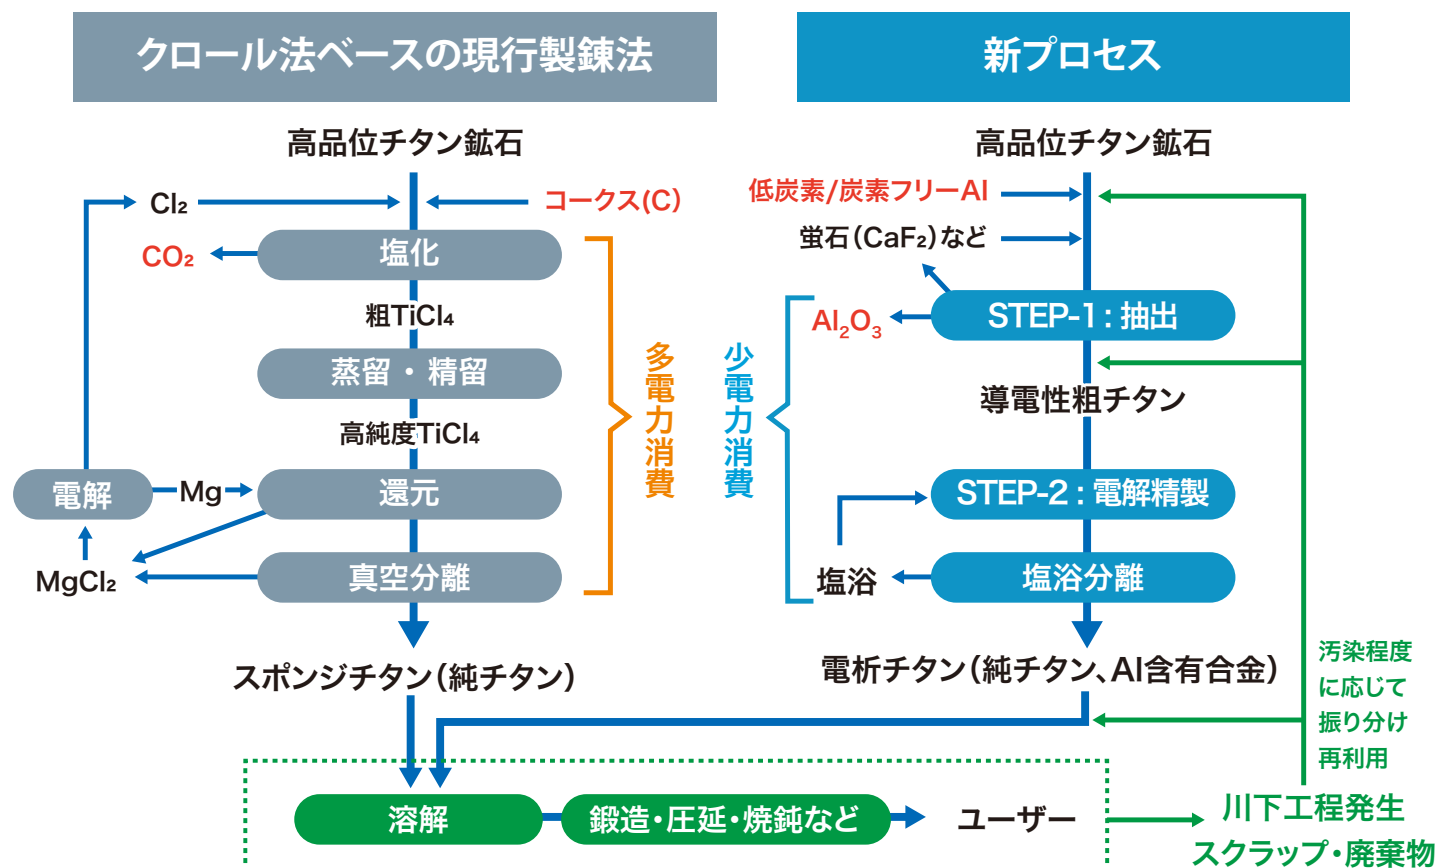 クロール法ベースの現行製錬法
新プロセス
高品位チタン鉱石
Cl₂
コークス(C)
CO₂
塩化
粗TiCl₄
蒸留・精留
高純度TiCl₄
電解
Mg
還元
MgCl₂
真空分離
多電力消費
スポンジチタン(純チタン)
高品位チタン鉱石
低炭素/炭素フリーAl
蛍石(CaF₂)など
STEP-1:抽出
Al₂O₃
少電力消費
導電性粗チタン
STEP-2:電解精製
塩浴
塩浴分離
電析チタン(純チタン、Al含有合金)
汚染程度
に応じて
振り分け
再利用
溶解
鍛造・圧延・焼鈍など
ユーザー
川下工程発生
スクラップ・廃棄物